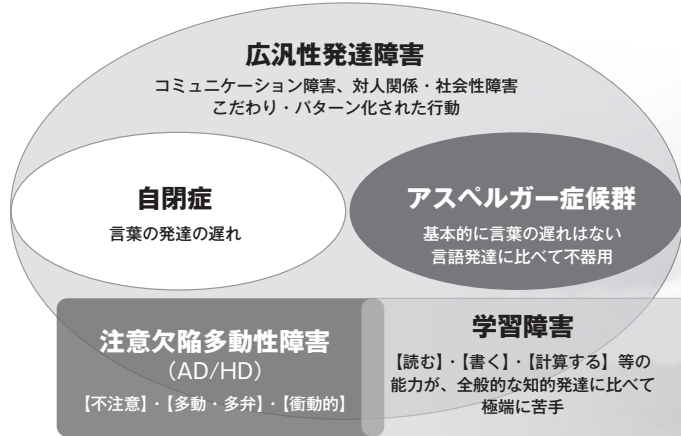 広汎性発達障害
コミュニケーション障害、対人関係・社会性障害
こだわり・パターン化された行動
自閉症
言葉の発達の遅れ
アスペルガー症候群
基本的に言葉の遅れはない
言語発達に比べて不器用
注意欠陥多動性障害
（AD/HD）
【不注意】・【多動・多弁】・【衝動的】
学習障害
【読む】・【書く】・【計算する】等の
能力が、全般的な知的発達に比べて
極端に苦手